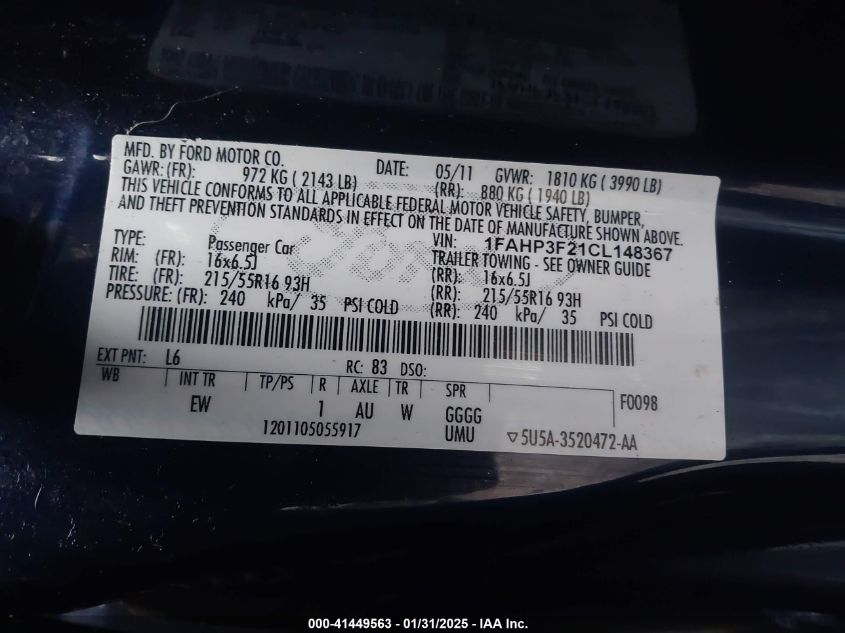 MFD. BY FORD MOTOR CO. DATE: 05/11 GVWR: 1810 KG ( 3990 LB)
GAWR: (FR): 972 KG ( 2143 LB) (RR): 880 KG ( 1940 LB)
THIS VEHICLE CONFORMS TO ALL APPLICABLE FEDERAL MOTOR VEHICLE SAFETY, BUMPER,
AND THEFT PREVENTION STANDARDS IN EFFECT ON THE DATE OF MANUFACTURE SHOWN ABOVE.
VIN: 1FAHP3F21CL148367
TYPE: Passenger Car TRAILER TOWING - SEE OWNER GUIDE
RIM: (FR): 16x6.5J (RR): 16x6.5J
TIRE: (FR): 215/55R16 93H (RR): 215/55R16 93H
PRESSURE: (FR): 240 kPa/ 35 PSI COLD (RR): 240 kPa/ 35 PSI COLD
EXT PNT: L6 RC: 83 DSO:
WB INT TR TP/PS R AXLE TR SPR F0098
EW 1 AU W GGGG
1201105055917 UMU ▽5U5A-3520472-AA
000-41449563 - 01/31/2025 - IAA Inc.